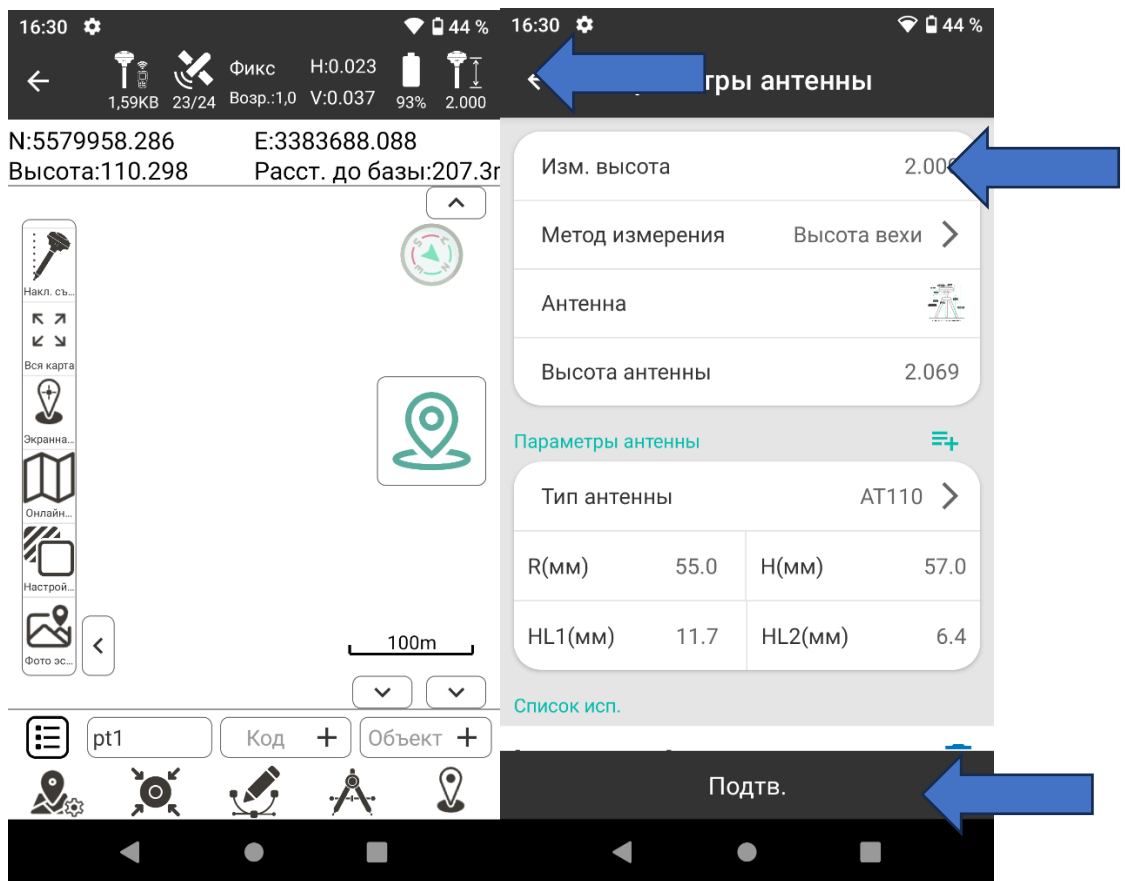 16:30
44 %
Фикс
H:0.023
1,59KB
23/24
Возр.:1,0
V:0.037
93%
2.000
N:5579958.286
E:3383688.088
Высота:110.298
Расст. до базы:207.3
Накл. съ...
Вся карта
Экранна...
Онлайн...
Настрой...
Фото эс...
100m
pt1
Код
Объект
16:30
44 %
тры антенны
Изм. высота
2.00
Метод измерения
Высота вехи
Антенна
Высота антенны
2.069
Параметры антенны
Тип антенны
AT110
R(мм)
55.0
H(мм)
57.0
HL1(мм)
11.7
HL2(мм)
6.4
Список исп.
Подтв.